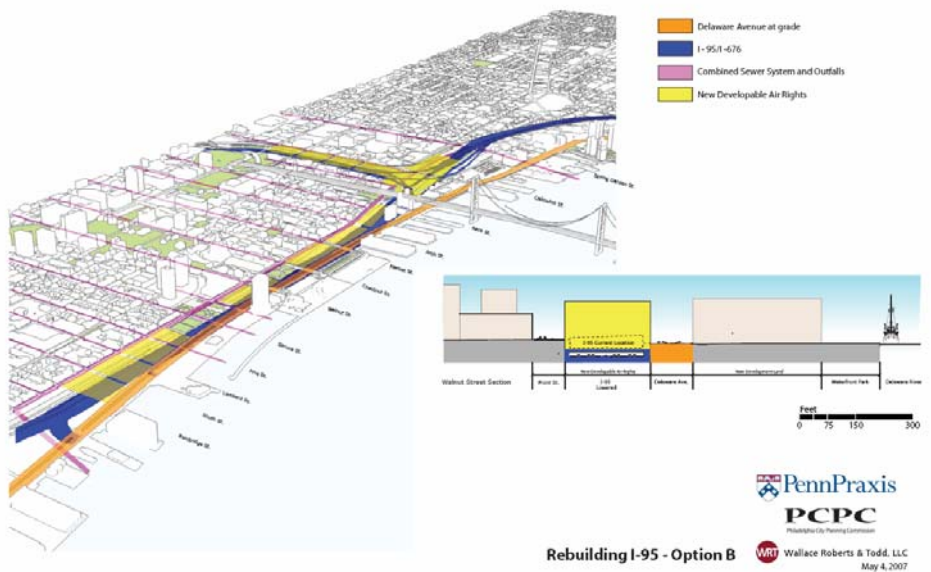 Delaware Avenue at grade
I - 95/I -676
Combined Sewer System and Outfalls
New Developable Air Rights
Spring Garden St.
Callowhill St.
Race St.
Arch St.
Market St.
Chestnut St.
Walnut St.
Spruce St.
Lombard St.
South St.
Bainbridge St.
I-95 Current Location
New Developable Air Rights
New Development
Walnut Street Section
Front St.
I-95
Lowered
Delaware Ave.
Waterfront Park
Delaware River
Feet
0 75 150 300
PennPraxis
PCPC
Philadelphia City Planning Commission
Rebuilding I-95 - Option B
WRT Wallace Roberts & Todd, LLC
May 4, 2007